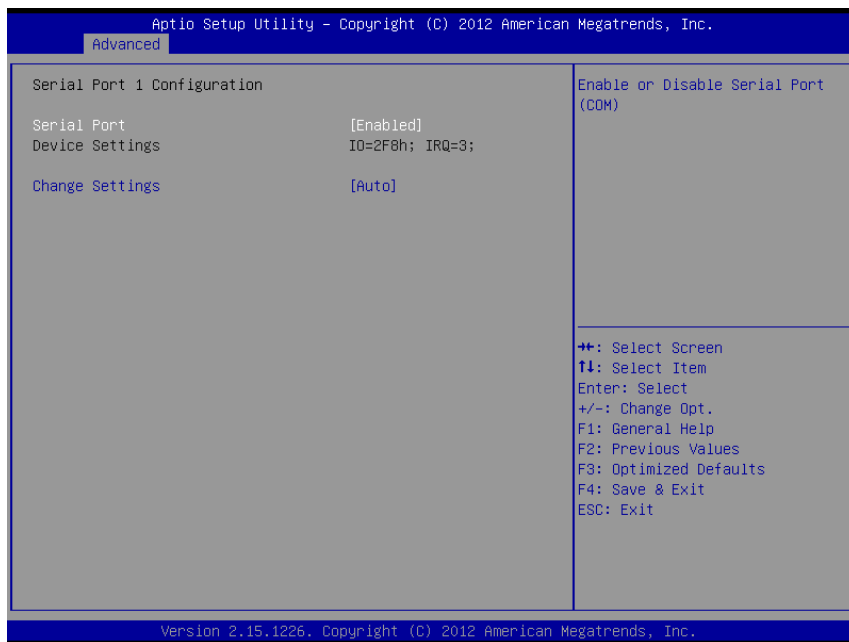 Aptio Setup Utility – Copyright (C) 2012 American Megatrends, Inc.
Advanced
Serial Port 1 Configuration
Serial Port [Enabled]
Device Settings IO=2F8h; IRQ=3;
Change Settings [Auto]
Enable or Disable Serial Port
(COM)
→←: Select Screen
↑↓: Select Item
Enter: Select
+/-: Change Opt.
F1: General Help
F2: Previous Values
F3: Optimized Defaults
F4: Save & Exit
ESC: Exit
Version 2.15.1226. Copyright (C) 2012 American Megatrends, Inc.